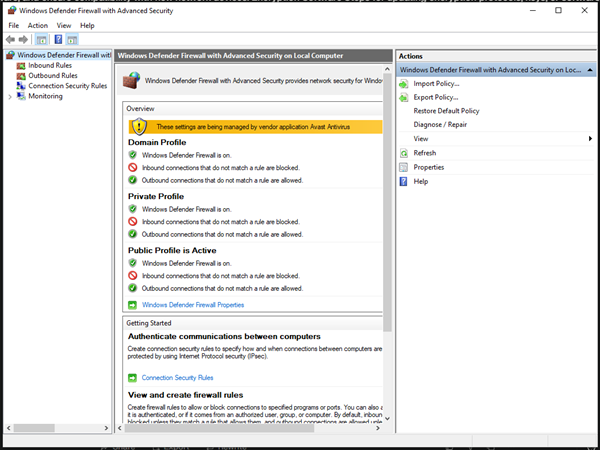 Windows Defender Firewall with Advanced Security
File Action View Help
Windows Defender Firewall witl
Inbound Rules
Outbound Rules
Connection Security Rules
Monitoring
Windows Defender Firewall with Advanced Security on Local Computer
Windows Defender Firewall with Advanced Security provides network security for Window
Overview
These settings are being managed by vendor application Avast Antivirus
Domain Profile
Windows Defender Firewall is on.
Inbound connections that do not match a rule are blocked.
Outbound connections that do not match a rule are allowed.
Private Profile
Windows Defender Firewall is on.
Inbound connections that do not match a rule are blocked.
Outbound connections that do not match a rule are allowed.
Public Profile is Active
Windows Defender Firewall is on.
Inbound connections that do not match a rule are blocked.
Outbound connections that do not match a rule are allowed.
Windows Defender Firewall Properties
Getting Started
Authenticate communications between computers
Create connection security rules to specify how and when connections between computers are
protected by using Internet Protocol security (IPsec).
Connection Security Rules
View and create firewall rules
Create firewall rules to allow or block connections to specified programs or ports. You can also a
it is authenticated, or if it comes from an authorized user, group, or computer. By default, inboun
blocked unless they match a rule that allows them, and outbound connections are allowed unle
Actions
Windows Defender Firewall with Advanced Security on Loc...
Import Policy...
Export Policy...
Restore Default Policy
Diagnose / Repair
View
Refresh
Properties
Help